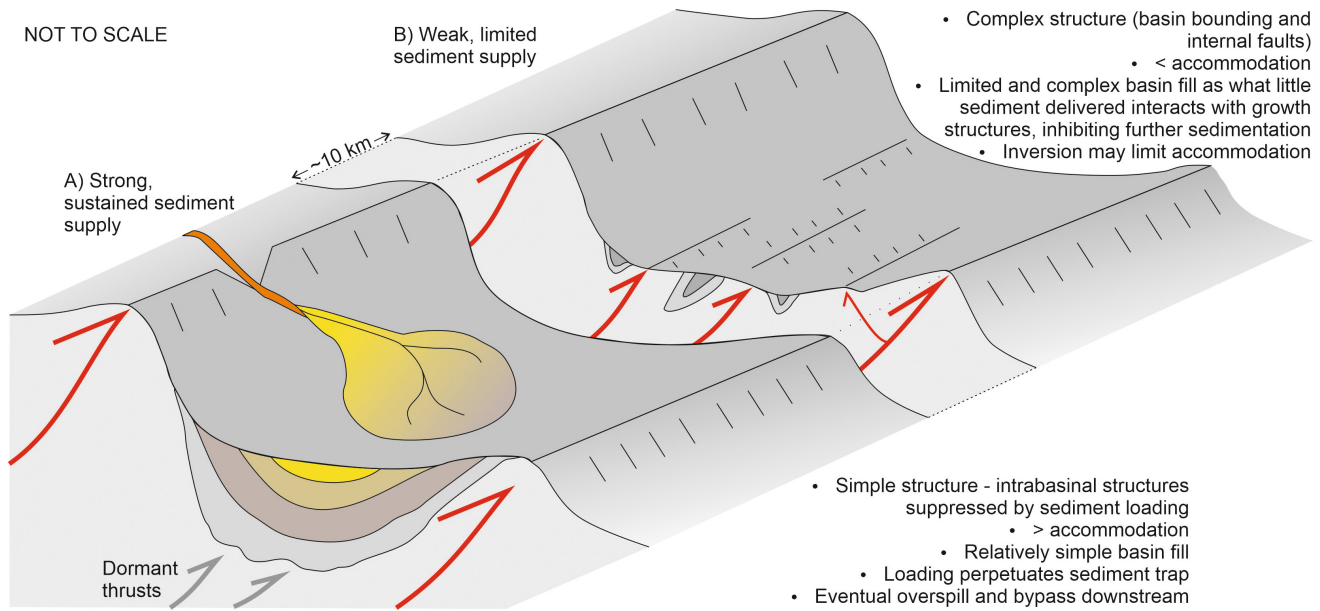 NOT TO SCALE
B) Weak, limited
sediment supply
• Complex structure (basin bounding and
internal faults)
• < accommodation
• Limited and complex basin fill as what little
sediment delivered interacts with growth
structures, inhibiting further sedimentation
• Inversion may limit accommodation
~10 km
A) Strong,
sustained sediment
supply
• Simple structure - intrabasinal structures
suppressed by sediment loading
• > accommodation
• Relatively simple basin fill
• Loading perpetuates sediment trap
• Eventual overspill and bypass downstream
Dormant
thrusts